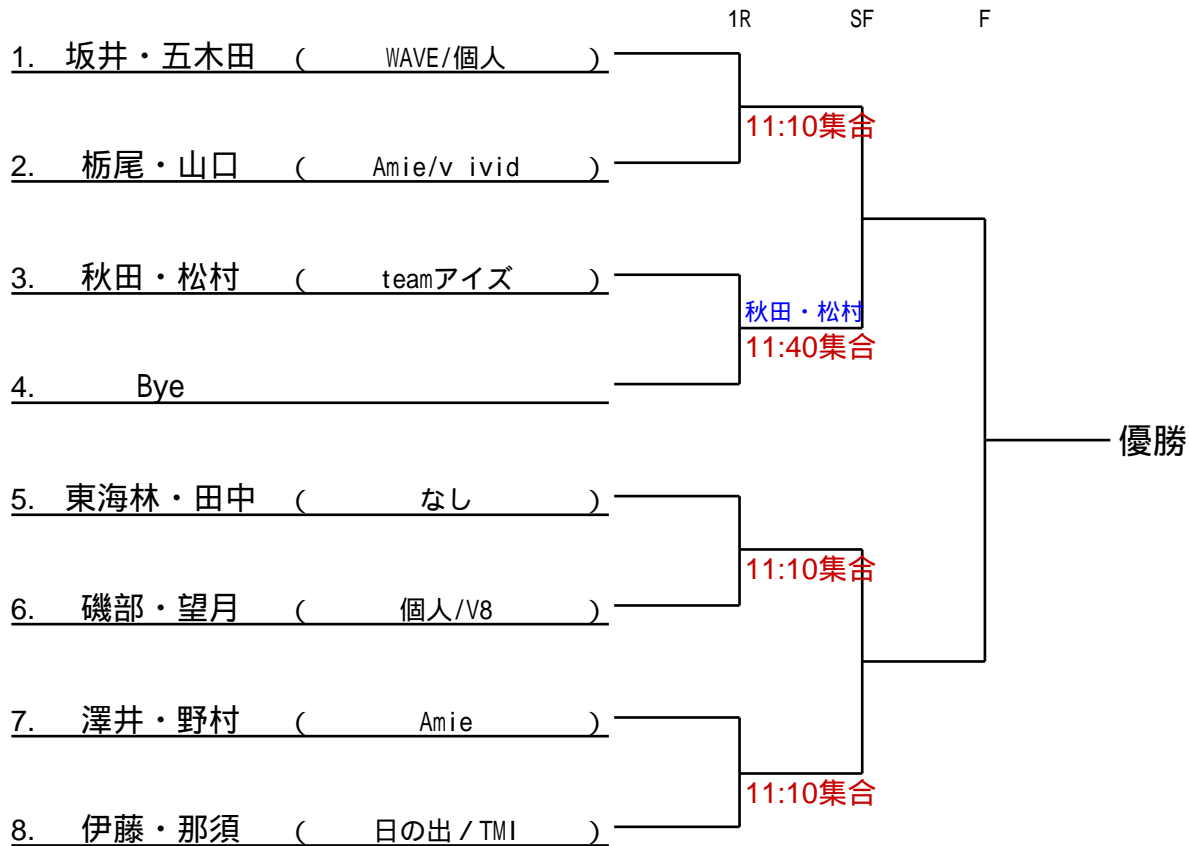 1R SF F
1. 坂井・五木田 ( WAVE/個人 )
11:10集合
2. 栃尾・山口 ( Amie/v ivid )
3. 秋田・松村 ( teamアイズ )
秋田・松村
11:40集合
4. Bye
優勝
5. 東海林・田中 ( なし )
11:10集合
6. 磯部・望月 ( 個人/V8 )
7. 澤井・野村 ( Amie )
11:10集合
8. 伊藤・那須 ( 日の出/TMI )